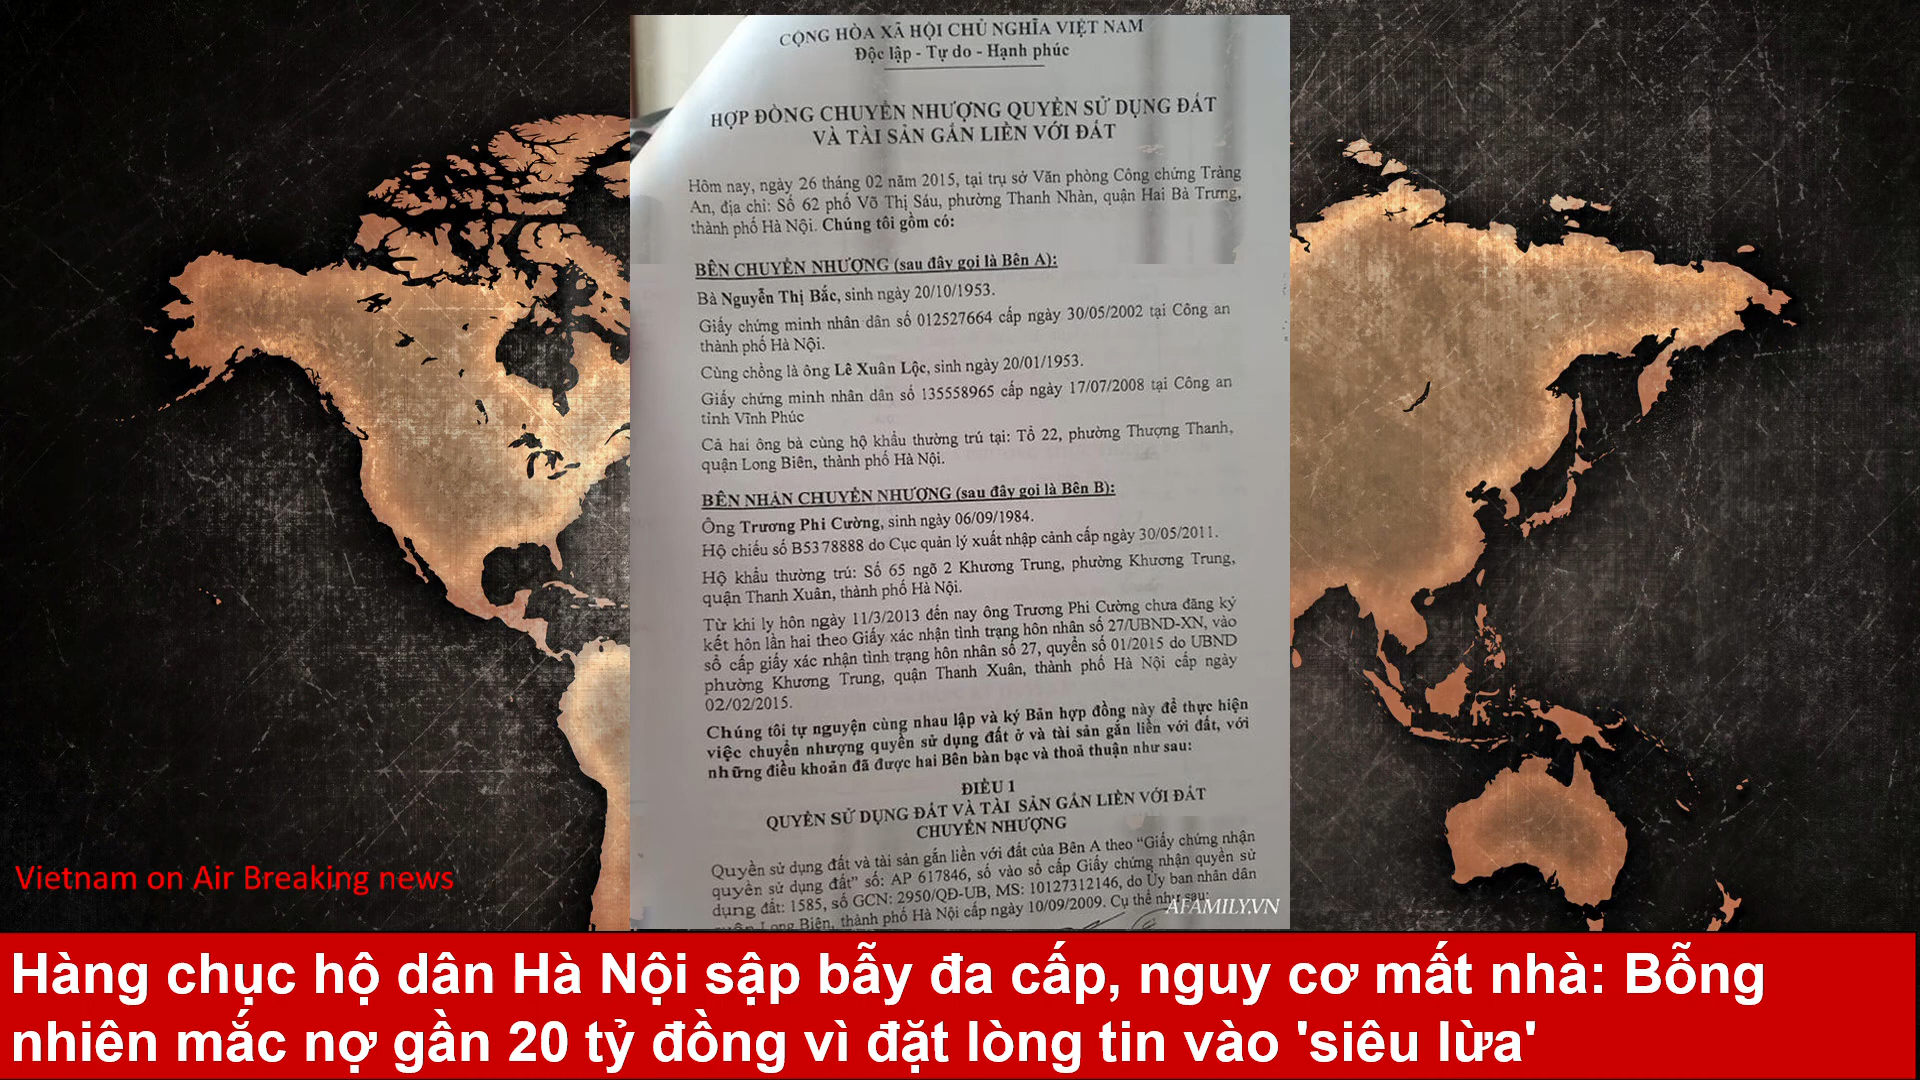 CỘNG HÒA XÃ HỘI CHỦ NGHĨA VIỆT NAM
Độc lập - Tự do - Hạnh phúc
HỢP ĐỒNG CHUYỂN NHƯỢNG QUYỀN SỬ DỤNG ĐẤT
VÀ TÀI SẢN GẮN LIỀN VỚI ĐẤT
Hôm nay, ngày 26 tháng 02 năm 2015, tại trụ sở Văn phòng Công chứng Tràng
An, địa chỉ: Số 62 phố Võ Thị Sáu, phường Thanh Nhàn, quận Hai Bà Trưng,
thành phố Hà Nội. Chúng tôi gồm có:
BÊN CHUYỂN NHƯỢNG (sau đây gọi là Bên A):
Bà Nguyễn Thị Bắc, sinh ngày 20/10/1953.
Giấy chứng minh nhân dân số 012527664 cấp ngày 30/05/2002 tại Công an
thành phố Hà Nội.
Cùng chồng là ông Lê Xuân Lộc, sinh ngày 20/01/1953.
Giấy chứng minh nhân dân số 135558965 cấp ngày 17/07/2008 tại Công an
tỉnh Vĩnh Phúc
Cả hai ông bà cùng hộ khẩu thường trú tại: Tổ 22, phường Thượng Thanh,
quận Long Biên, thành phố Hà Nội.
BÊN NHẬN CHUYỂN NHƯỢNG (sau đây gọi là Bên B):
Ông Trương Phi Cường, sinh ngày 06/09/1984.
Hộ chiếu số B5378888 do Cục quản lý xuất nhập cảnh cấp ngày 30/05/2011.
Hộ khẩu thường trú: Số 65 ngõ 2 Khương Trung, phường Khương Trung,
quận Thanh Xuân, thành phố Hà Nội.
Từ khi ly hôn ngày 11/3/2013 đến nay ông Trương Phi Cường chưa đăng ký
kết hôn lần hai theo Giấy xác nhận tình trạng hôn nhân số 27/UBND-XN, vào
sổ cấp giấy xác nhận tình trạng hôn nhân số 27, quyển số 01/2015 do UBND
phường Khương Trung, quận Thanh Xuân, thành phố Hà Nội cấp ngày
02/02/2015.
Chúng tôi tự nguyện cùng nhau lập và ký Bản hợp đồng này để thực hiện
việc chuyển nhượng quyền sử dụng đất ở và tài sản gắn liền với đất, với
những điều khoản đã được hai Bên bàn bạc và thoả thuận như sau:
ĐIỀU 1
QUYỀN SỬ DỤNG ĐẤT VÀ TÀI SẢN GẮN LIỀN VỚI ĐẤT
CHUYỂN NHƯỢNG
Quyền sử dụng đất và tài sản gắn liền với đất của Bên A theo "Giấy chứng nhận
quyền sử dụng đất" số: AP 617846, số vào sổ cấp Giấy chứng nhận quyền sử
dụng đất: 1585, số GCN: 2950/QĐ-UB, MS: 10127312146, do Ủy ban nhân dân
quận Long Biên, thành phố Hà Nội cấp ngày 10/09/2009. Cụ thể như sau:
AFAMILY.VN
Vietnam on Air Breaking news
Hàng chục hộ dân Hà Nội sập bẫy đa cấp, nguy cơ mất nhà: Bỗng
nhiên mắc nợ gần 20 tỷ đồng vì đặt lòng tin vào 'siêu lừa'